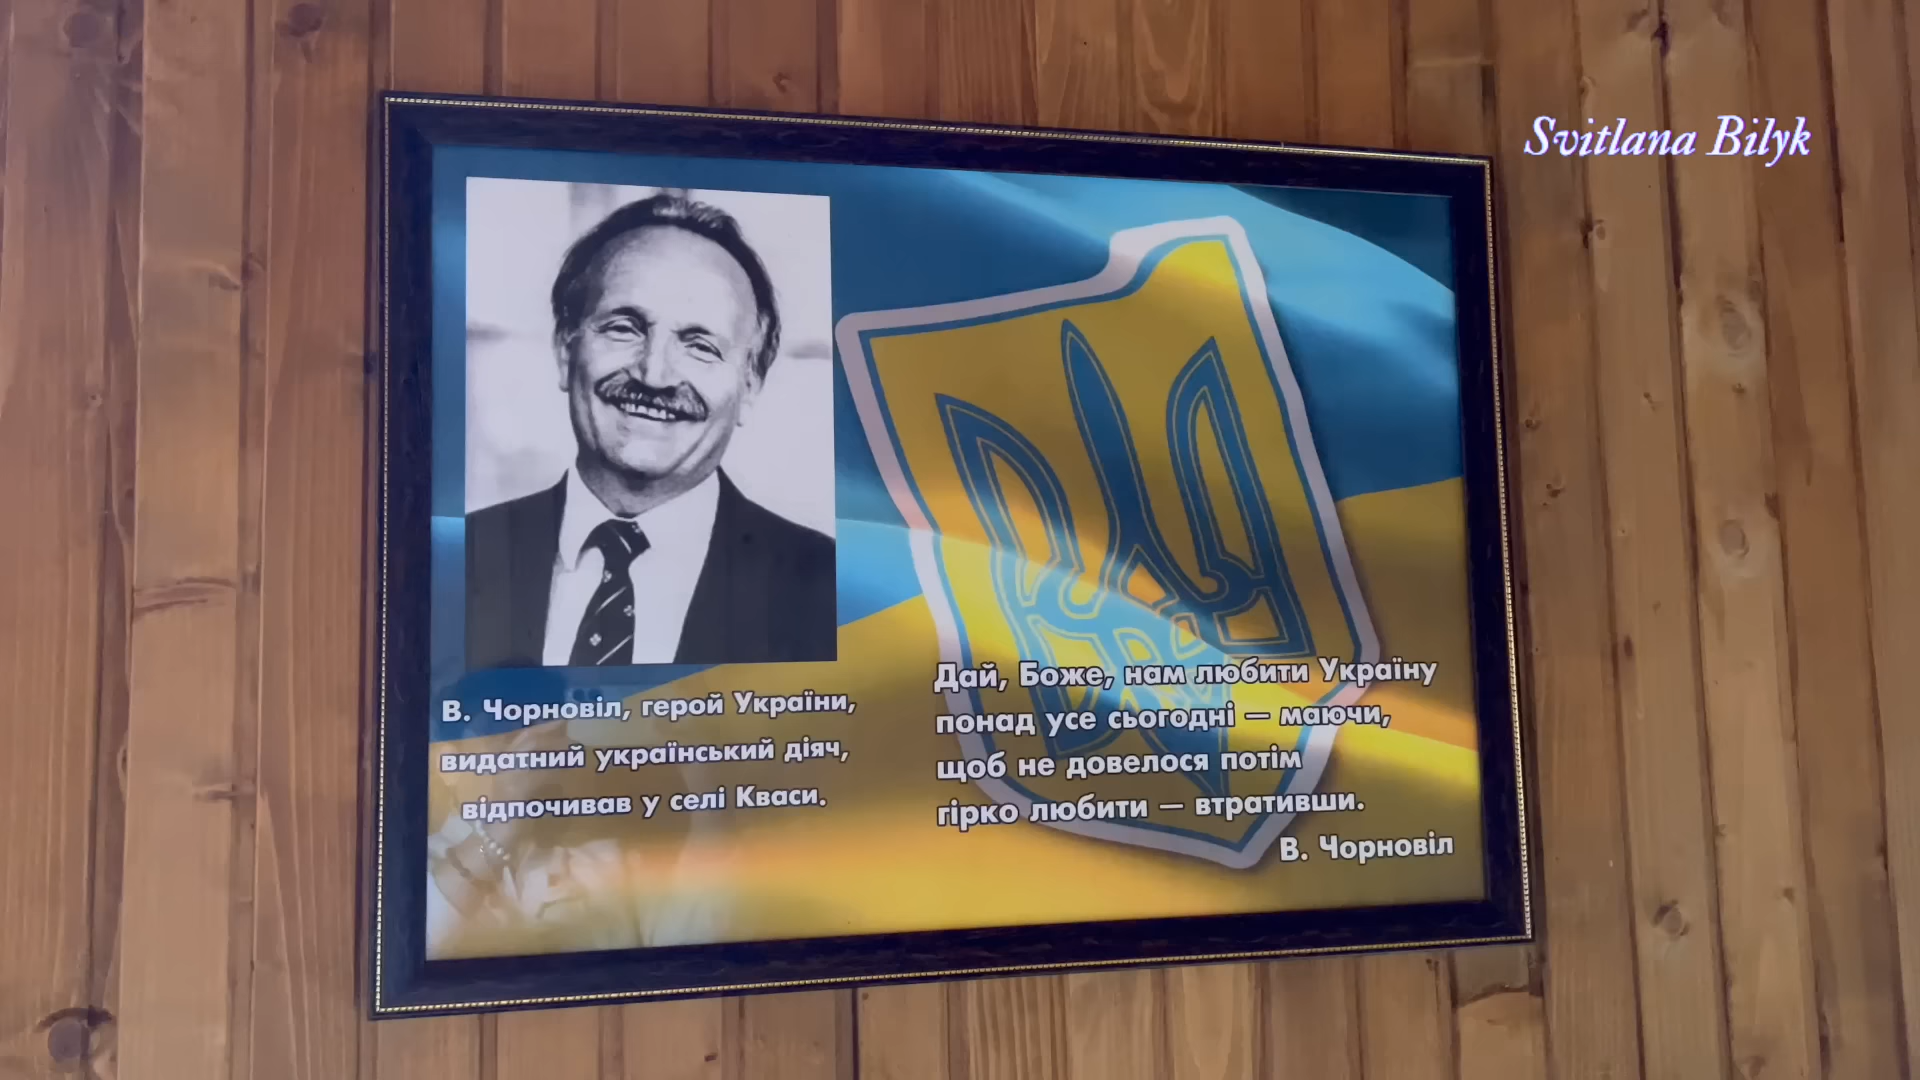 Svitlana Bilyk
В. Чорновіл, герой України,
видатний український діяч,
відпочивав у селі Кваси.
Дай, Боже, нам любити Україну
понад усе сьогодні — маючи,
щоб не довелося потім
гірко любити — втративши.
В. Чорновіл